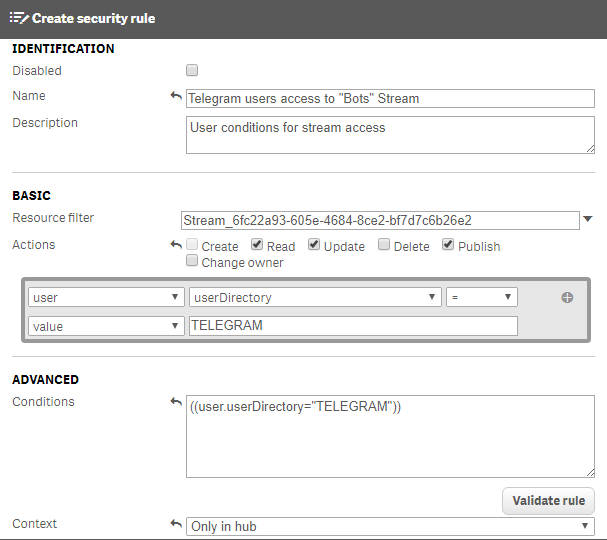 Create security rule
IDENTIFICATION
Disabled
Name Telegram users access to "Bots" Stream
Description User conditions for stream access
BASIC
Resource filter Stream_6fc22a93-605e-4684-8ce2-bf7d7c6b26e2
Actions Create Read Update Delete Publish
Change owner
user userDirectory =
value TELEGRAM
ADVANCED
Conditions ((user.userDirectory="TELEGRAM"))
Validate rule
Context Only in hub